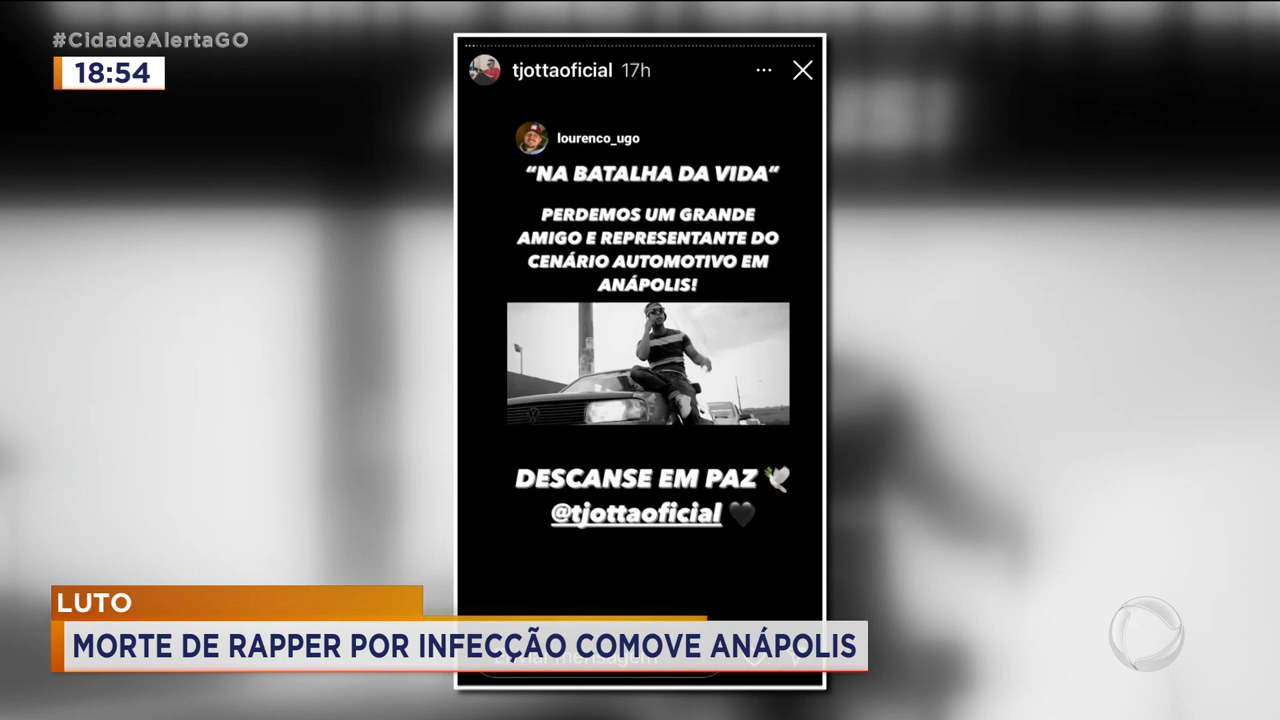 #CidadeAlertaGO
18:54
tjottaoficial 17h
lourenco_ugo
“NA BATALHA DA VIDA“
PERDEMOS UM GRANDE
AMIGO E REPRESENTANTE DO
CENÁRIO AUTOMOTIVO EM
ANÁPOLIS!
DESCANSE EM PAZ 🕊️
@tjottaoficial 🖤
LUTO
MORTE DE RAPPER POR INFECÇÃO COMOVE ANÁPOLIS